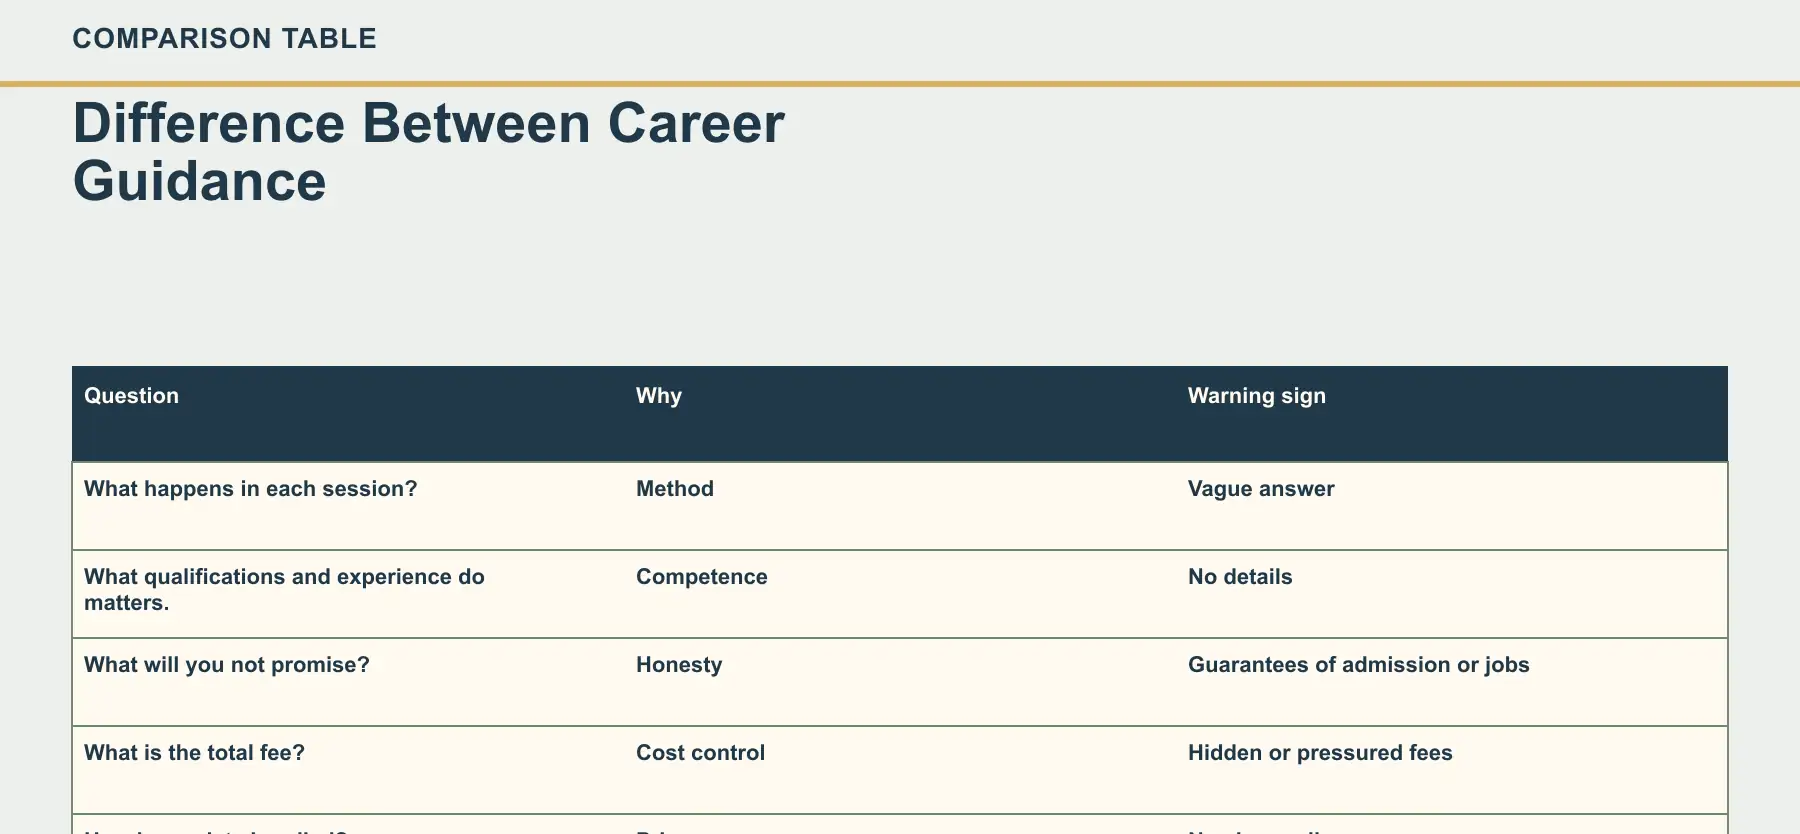 COMPARISON TABLE
Difference Between Career
Guidance
Question Why Warning sign
What happens in each session? Method Vague answer
What qualifications and experience do
matters. Competence No details
What will you not promise? Honesty Guarantees of admission or jobs
What is the total fee? Cost control Hidden or pressured fees